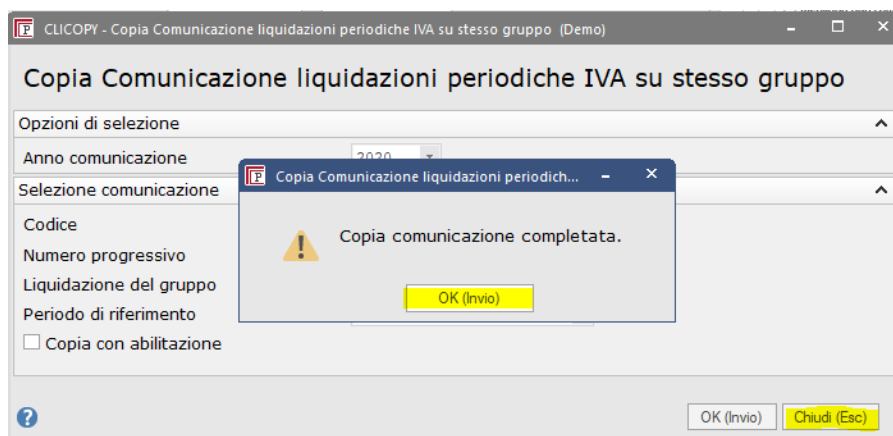 CLICOPY - Copia Comunicazione liquidazioni periodiche IVA su stesso gruppo (Demo)
Copia Comunicazione liquidazioni periodiche IVA su stesso gruppo
Opzioni di selezione
Anno comunicazione 2020
Copia Comunicazione liquidazioni periodich...
Selezione comunicazione
Codice
Copia comunicazione completata.
Numero progressivo
Liquidazione del gruppo
OK (Invio)
Periodo di riferimento
Copia con abilitazione
OK (Invio) Chiudi (Esc)